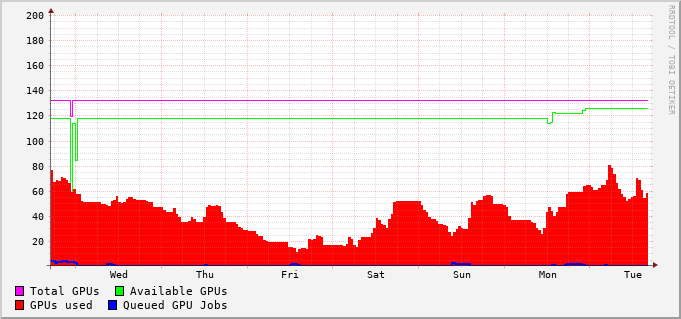 200
180
160
140
120
100
80
60
40
20
Wed Thu Fri Sat Sun Mon Tue
Total GPUs Available GPUs
GPUs used Queued GPU Jobs
RRDTOOL / TOBI OETIKER